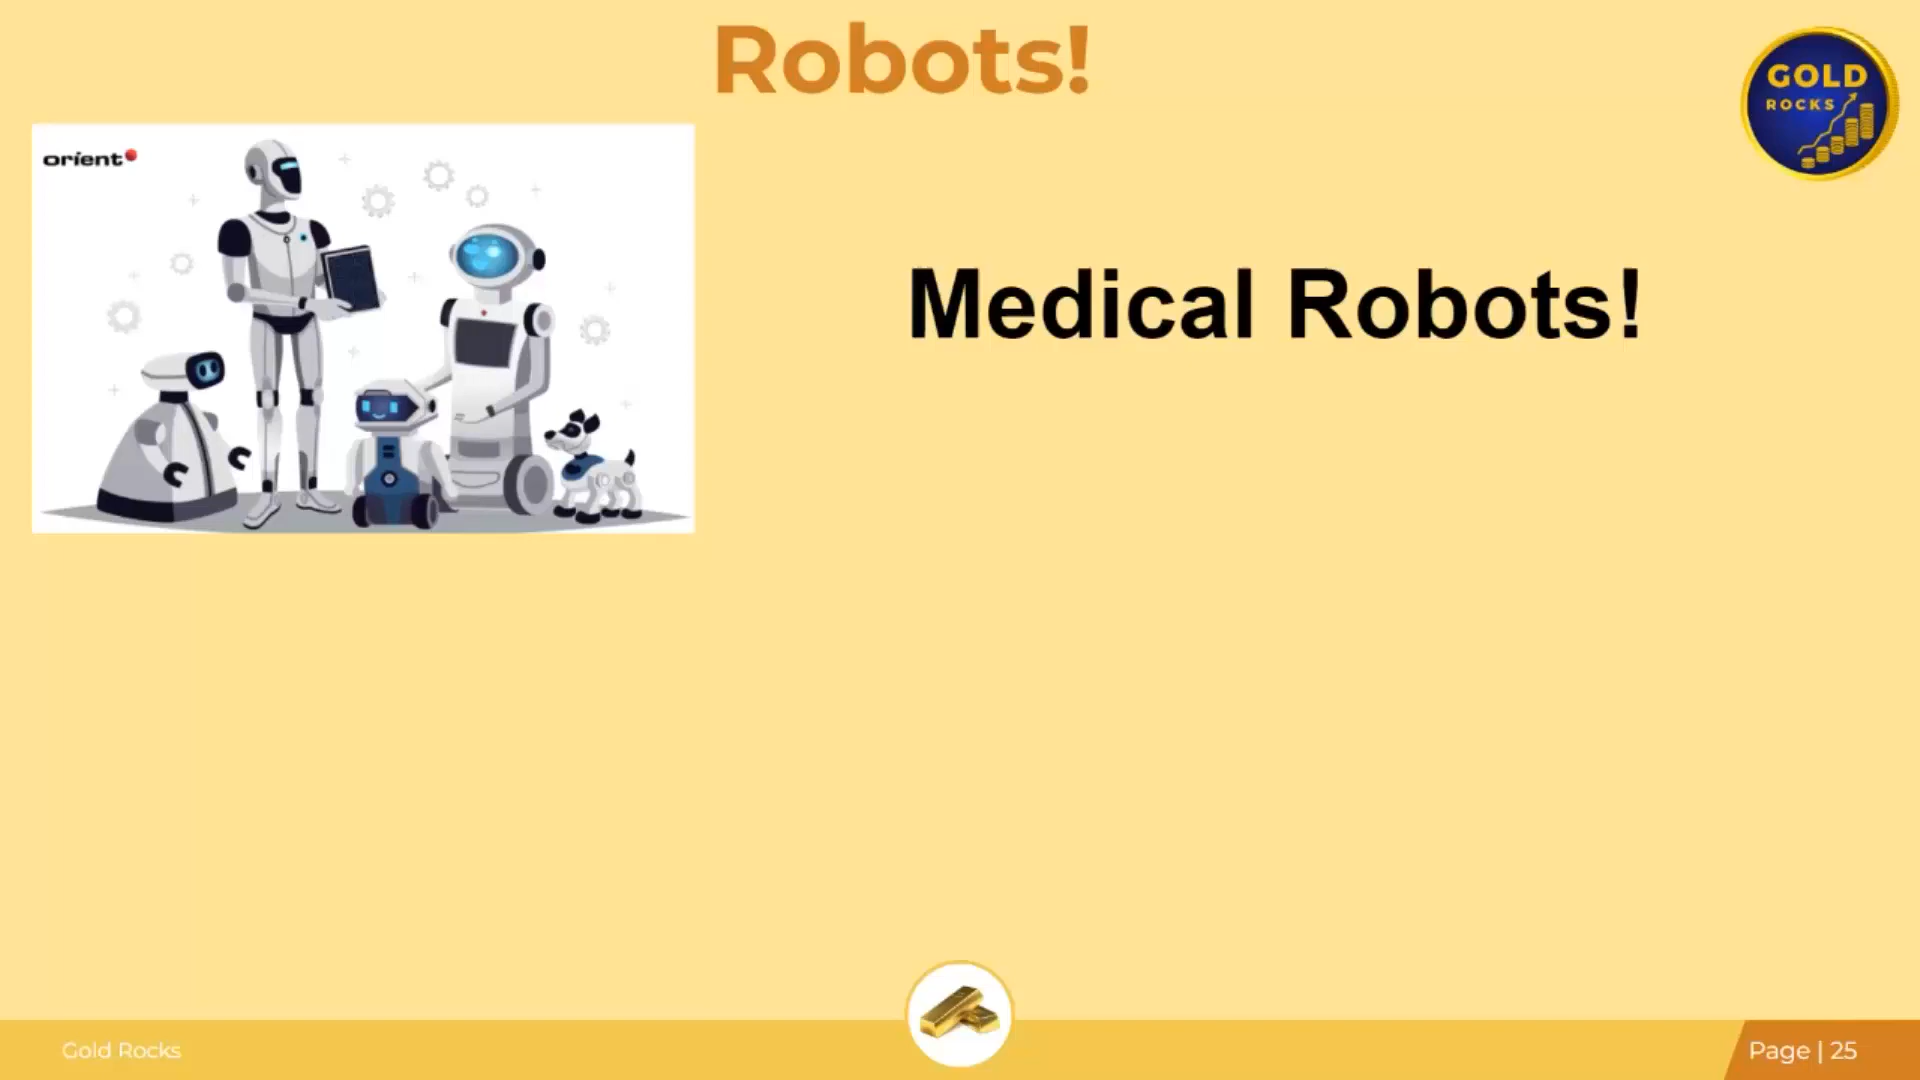 Robots!
GOLD
ROCKS
orient
Medical Robots!
Gold Rocks
Page | 25